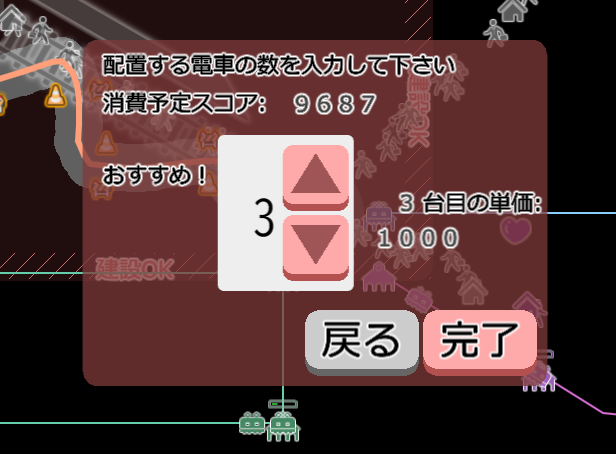 配置する電車の数を入力して下さい
消費予定スコア: 9687
おすすめ！
3
3 台目の単価:
1000
建設OK
戻る
完了